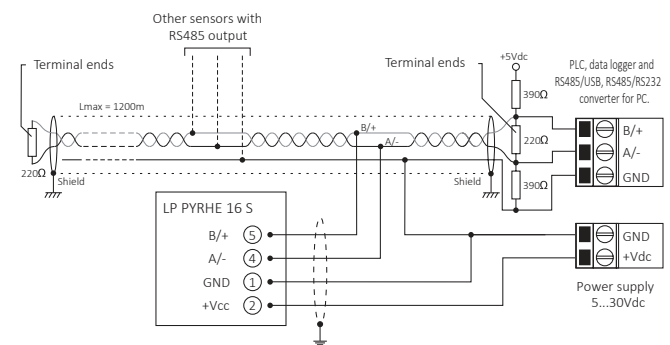 Other sensors with
RS485 output
Terminal ends
Terminal ends
+5Vdc
PLC, data logger and
RS485/USB, RS485/RS232
converter for PC.
390Ω
Lmax = 1200m
B/+
A/-
220Ω
B/+
A/-
GND
220Ω
Shield
Shield
390Ω
LP PYRHE 16 S
B/+ 5
A/- 4
GND 1
+Vcc 2
GND
+Vdc
Power supply
5...30Vdc